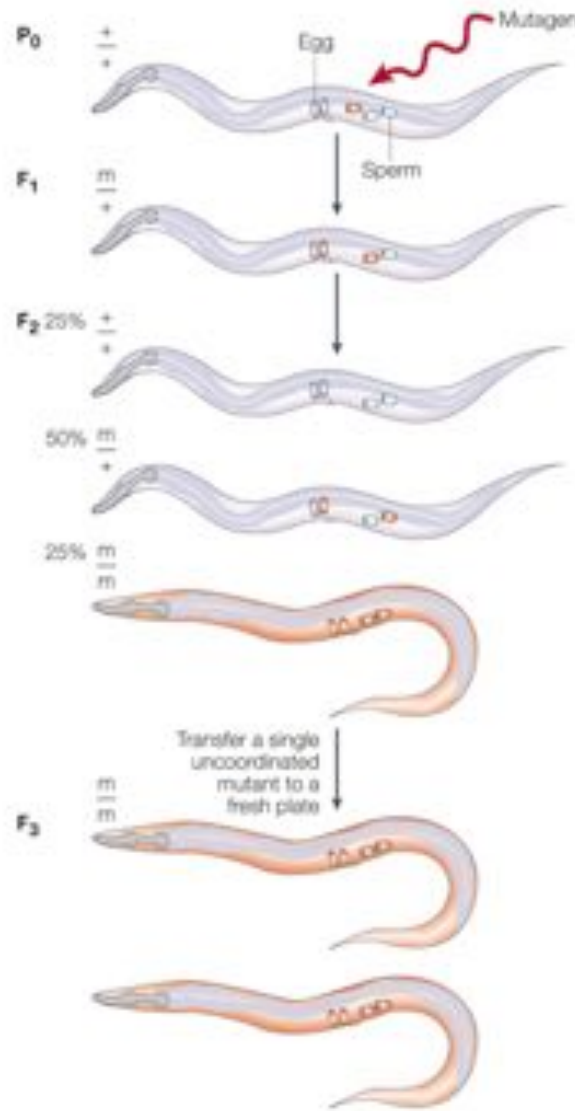 P0 +
+
Egg
Mutagen
Sperm
F1 m
+
F2 25% +
+
50% m
+
25% m
m
Transfer a single
uncoordinated
mutant to a
fresh plate
m
m
F3